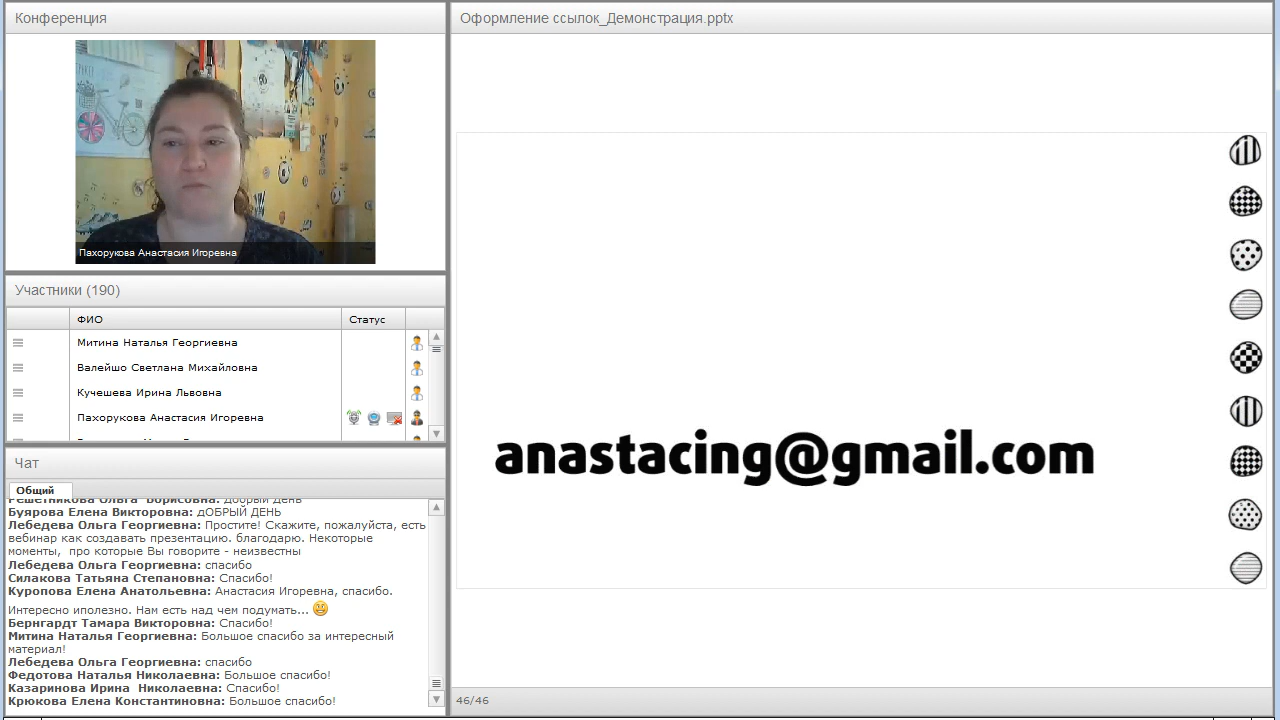 Конференция
Пахорукова Анастасия Игоревна
Участники (190)
ФИО Статус
Митина Наталья Георгиевна
Валейшо Светлана Михайловна
Кучешева Ирина Львовна
Пахорукова Анастасия Игоревна
Чат
Общий
Решетникова Ольга Борисовна: Добрый День
Буярова Елена Викторовна: дОБРЫЙ ДЕНЬ
Лебедева Ольга Георгиевна: Простите! Скажите, пожалуйста, есть
вебинар как создавать презентацию. благодарю. Некоторые
моменты, про которые Вы говорите - неизвестны
Лебедева Ольга Георгиевна: спасибо
Силакова Татьяна Степановна: Спасибо!
Куропова Елена Анатольевна: Анастасия Игоревна, спасибо.
Интересно иполезно. Нам есть над чем подумать...
Бернгардт Тамара Викторовна: Спасибо!
Митина Наталья Георгиевна: Большое спасибо за интересный
материал!
Лебедева Ольга Георгиевна: спасибо
Федотова Наталья Николаевна: Большое спасибо!
Казаринова Ирина Николаевна: Спасибо!
Крюкова Елена Константиновна: Большое спасибо!
Оформление ссылок_Демонстрация.pptx
anastacing@gmail.com
46/46